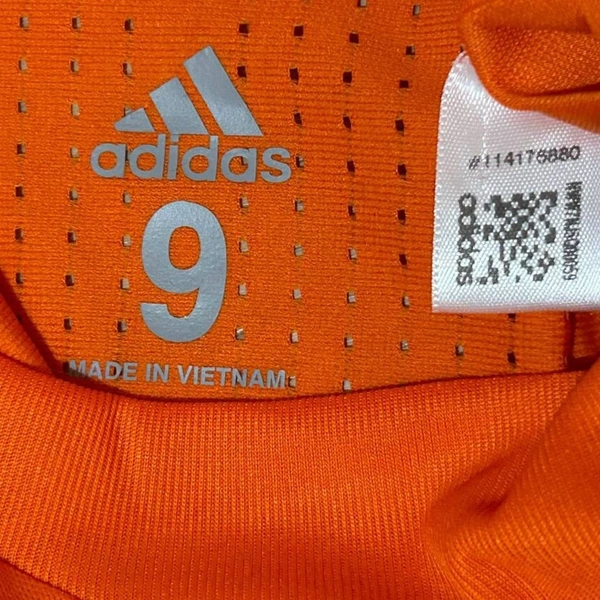 adidas
9
MADE IN VIETNAM
#114176880
adidas